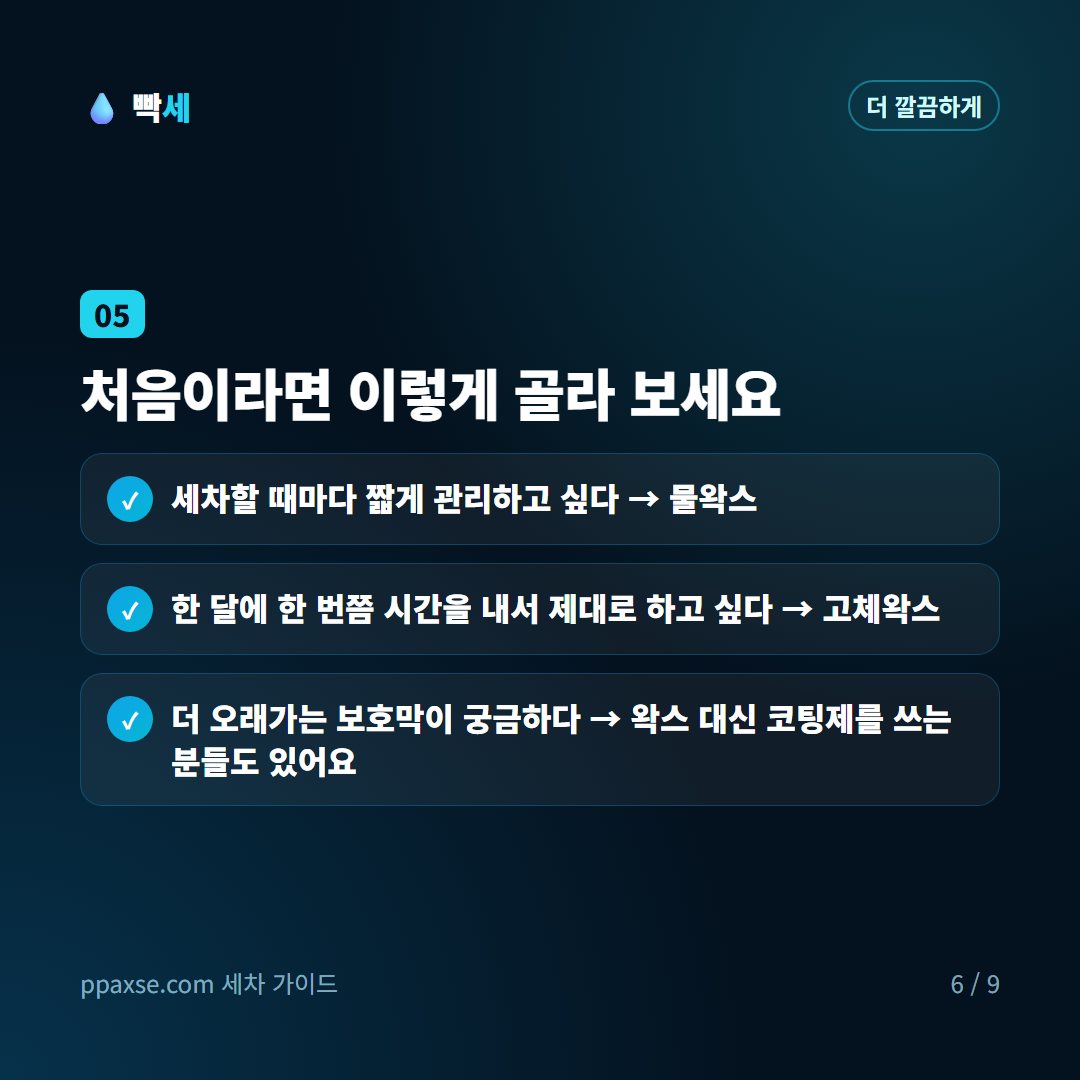 빡세
더 깔끔하게
05
처음이라면 이렇게 골라 보세요
세차할 때마다 짧게 관리하고 싶다 → 물왁스
한 달에 한 번쯤 시간을 내서 제대로 하고 싶다 → 고체왁스
더 오래가는 보호막이 궁금하다 → 왁스 대신 코팅제를 쓰는
분들도 있어요
ppaxse.com 세차 가이드
6 / 9